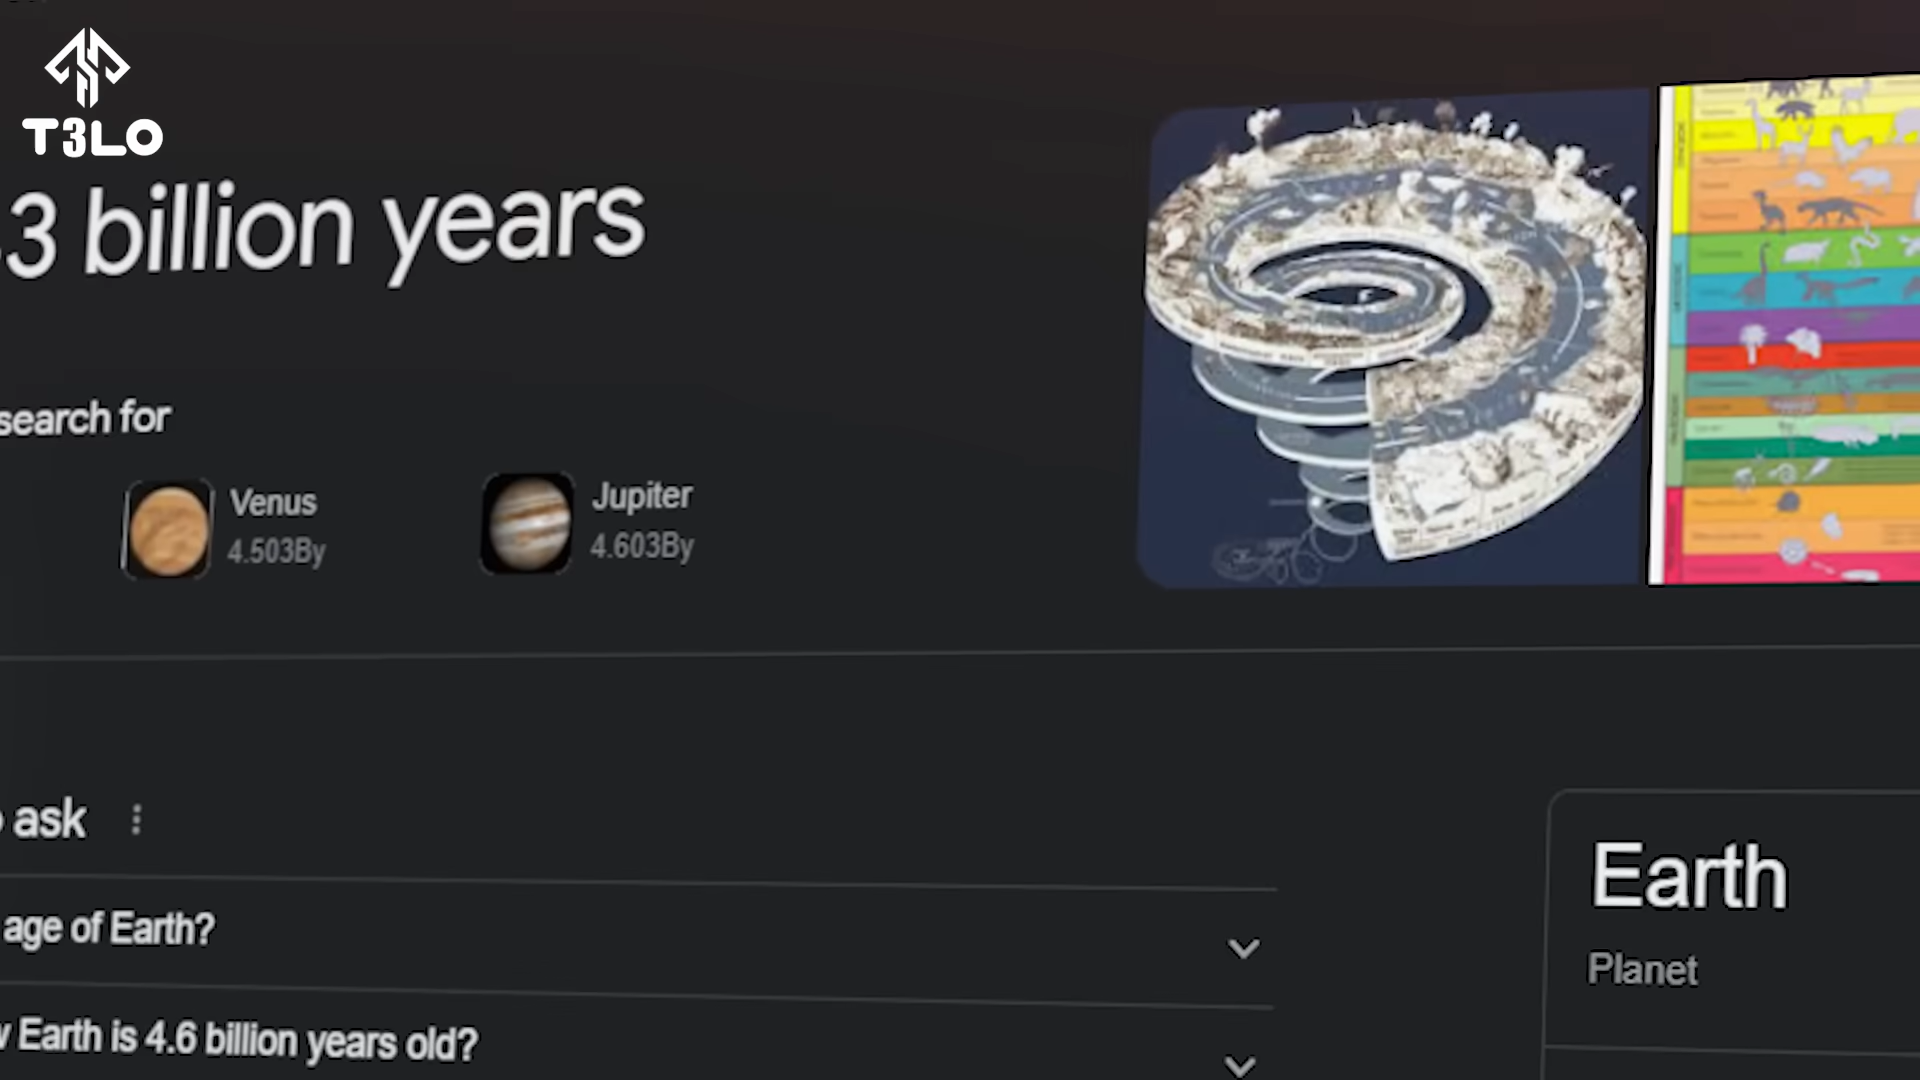 T3LO
3 billion years
search for
Venus
4.503By
Jupiter
4.603By
ask
age of Earth?
Earth is 4.6 billion years old?
Earth
Planet